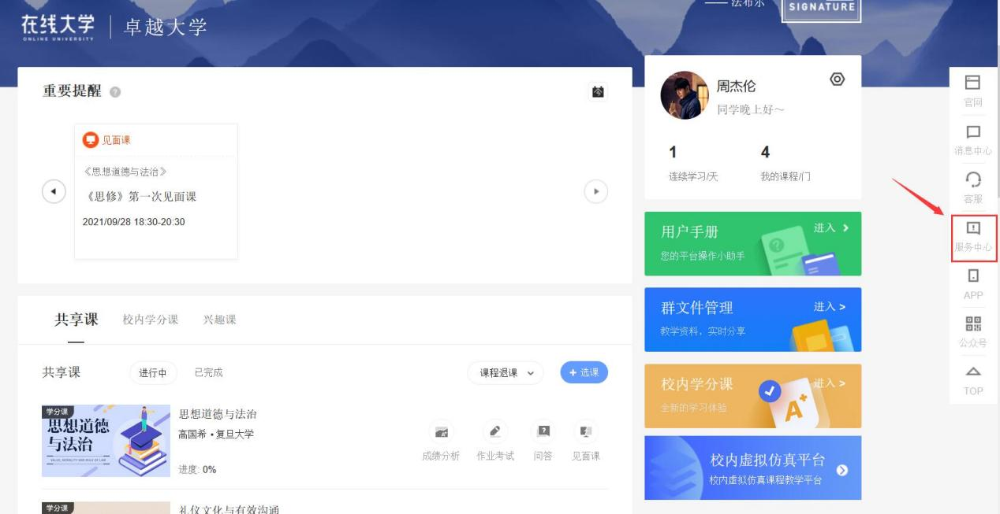 —— 法布尔
SIGNATURE
在线大学
ONLINE UNIVERSITY
卓越大学
重要提醒
?
今
见面课
《思想道德与法治》
《思修》第一次见面课
2021/09/28 18:30-20:30
周杰伦
同学晚上好～
1
连续学习/天
4
我的课程/门
用户手册
进入 >
您的平台操作小助手
群文件管理
进入 >
教学资料，实时分享
校内学分课
进入 >
全新的学习体验
A+
校内虚拟仿真平台
校内虚拟仿真课程教学平台
官网
消息中心
客服
服务中心
APP
公众号
TOP
共享课
校内学分课
兴趣课
共享课
进行中
已完成
课程退课
+ 选课
学分课
思想道德
与法治
VALUE, MORALITY AND RULE OF LAW
思想道德与法治
高国希 • 复旦大学
进度: 0%
成绩分析
作业考试
问答
见面课
学分课
礼仪文化与有效沟通